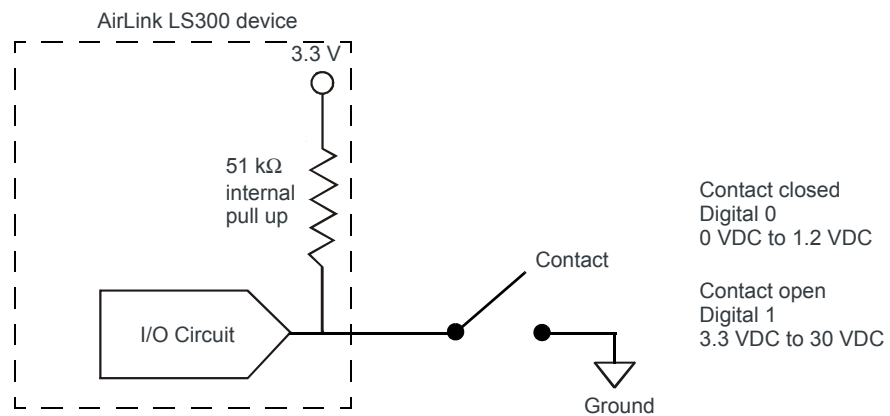 AirLink LS300 device
3.3 V
51 kΩ
internal
pull up
I/O Circuit
Contact
Ground
Contact closed
Digital 0
0 VDC to 1.2 VDC
Contact open
Digital 1
3.3 VDC to 30 VDC